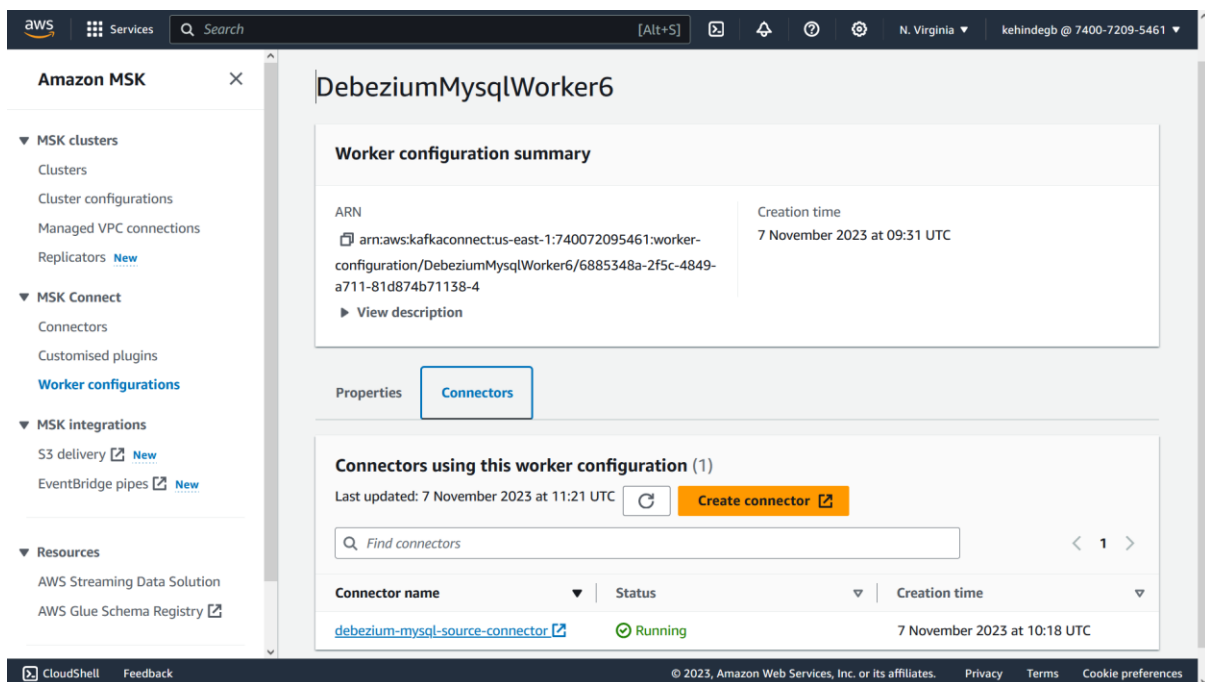 aws
Services
Search
[Alt+S]
N. Virginia
kehindegb @ 7400-7209-5461
Amazon MSK
MSK clusters
Clusters
Cluster configurations
Managed VPC connections
Replicators New
MSK Connect
Connectors
Customised plugins
Worker configurations
MSK integrations
S3 delivery New
EventBridge pipes New
Resources
AWS Streaming Data Solution
AWS Glue Schema Registry
DebeziumMysqlWorker6
Worker configuration summary
ARN
arn:aws:kafkaconnect:us-east-1:740072095461:worker-
configuration/DebeziumMysqlWorker6/6885348a-2f5c-4849-
a711-81d874b71138-4
View description
Creation time
7 November 2023 at 09:31 UTC
Properties
Connectors
Connectors using this worker configuration (1)
Last updated: 7 November 2023 at 11:21 UTC
Create connector
Find connectors
1
Connector name Status Creation time
debezium-mysql-source-connector Running 7 November 2023 at 10:18 UTC
CloudShell Feedback © 2023, Amazon Web Services, Inc. or its affiliates. Privacy Terms Cookie preferences